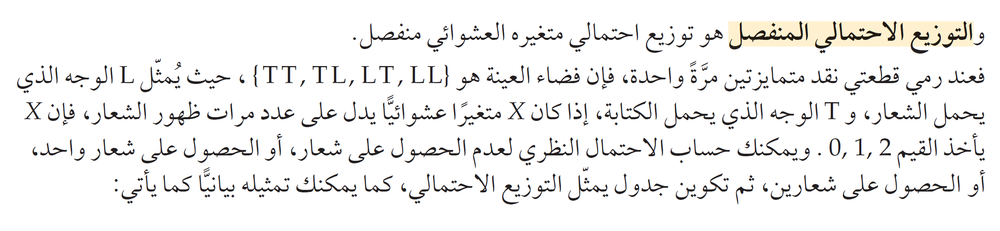 والتوزيع الاحتمالي المنفصل هو توزيع احتمالي متغيره العشوائي منفصل.
فعند رمي قطعتي نقد متمايزتين مرَّةً واحدة، فإن فضاء العينة هو {TT, TL, LT, LL} ، حيث يُمثّل L الوجه الذي
يحمل الشعار، و T الوجه الذي يحمل الكتابة، إذا كان X متغيرًا عشوائيًّا يدل على عدد مرات ظهور الشعار، فإن X
يأخذ القيم 0, 1, 2 . ويمكنك حساب الاحتمال النظري لعدم الحصول على شعار، أو الحصول على شعار واحد،
أو الحصول على شعارين، ثم تكوين جدول يمثّل التوزيع الاحتمالي، كما يمكنك تمثيله بيانيًّا كما يأتي: